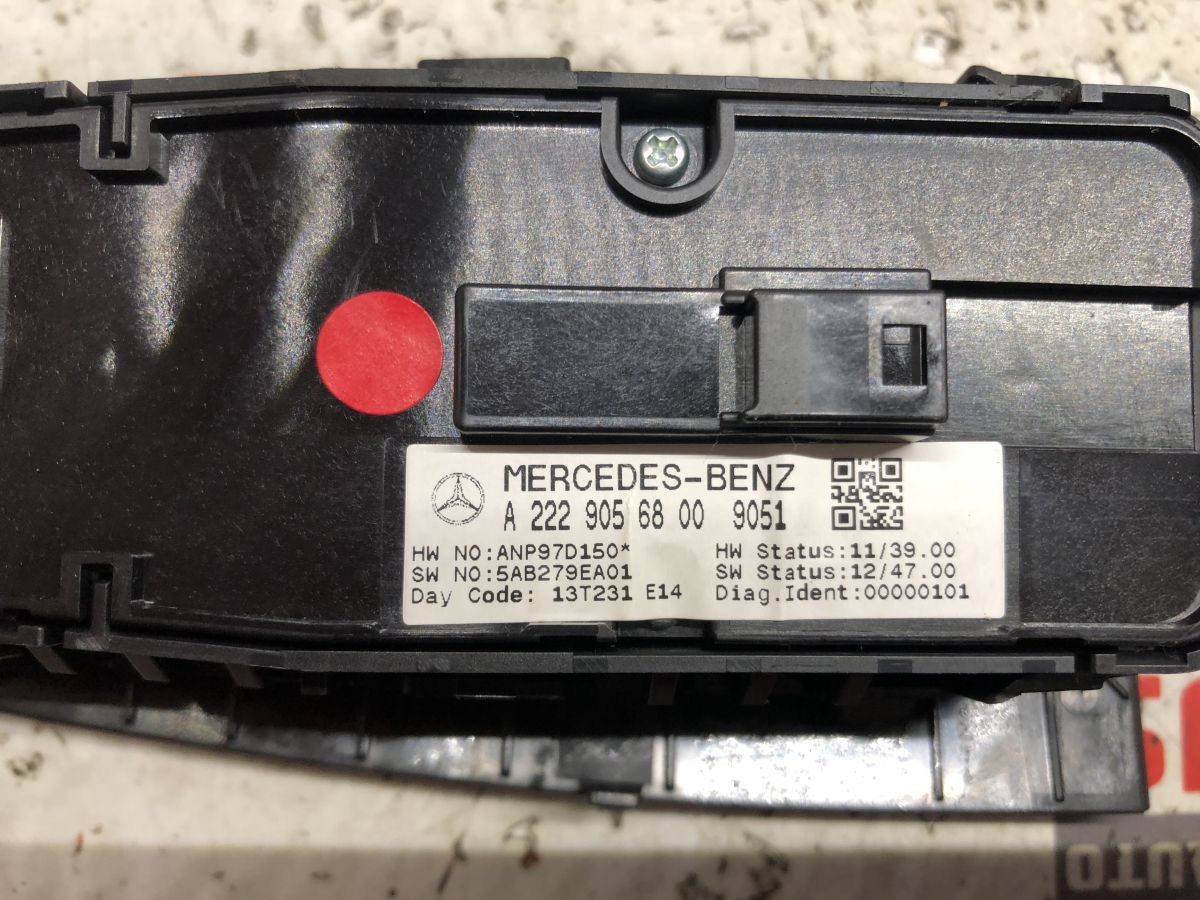 MERCEDES-BENZ
A 222 905 68 00 9051
HW NO:ANP97D150* HW Status:11/39.00
SW NO:5AB279EA01 SW Status:12/47.00
Day Code: 13T231 E14 Diag.Ident:00000101
AUTO